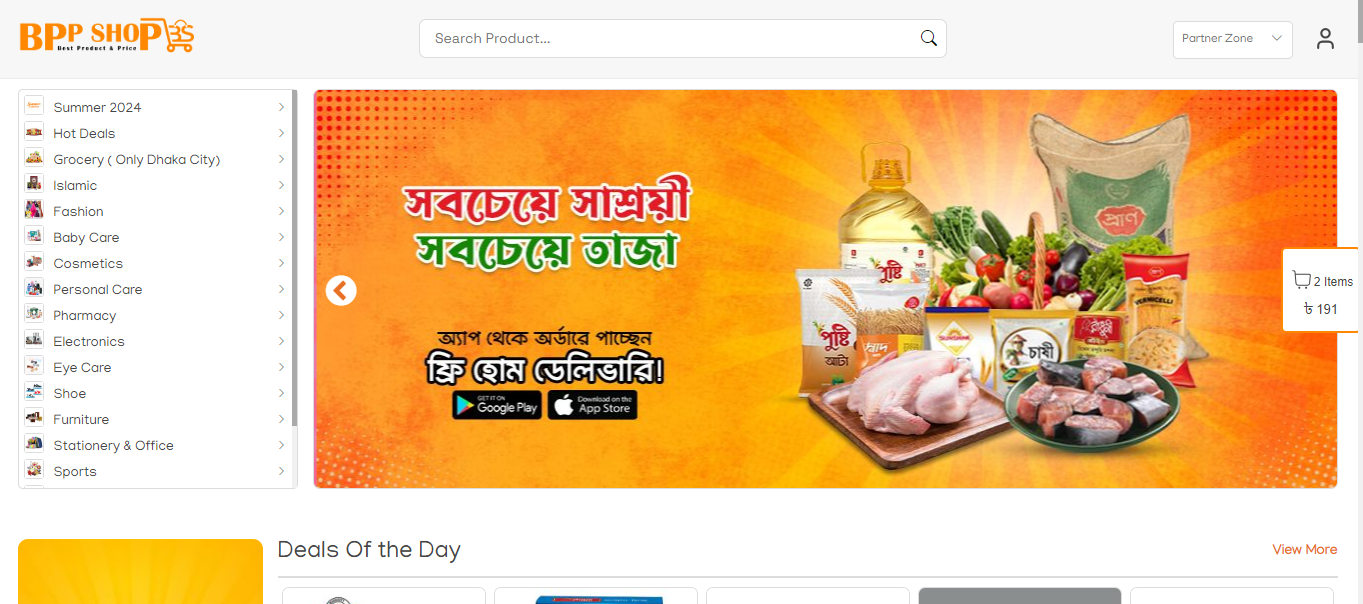 BPP SHOP
Best Product & Price
Search Product...
Partner Zone
Summer 2024
Hot Deals
Grocery ( Only Dhaka City)
Islamic
Fashion
Baby Care
Cosmetics
Personal Care
Pharmacy
Electronics
Eye Care
Shoe
Furniture
Stationery & Office
Sports
সবচেয়ে সাশ্রয়ী
সবচেয়ে তাজা
অ্যাপ থেকে অর্ডারে পাচ্ছেন
ফ্রি হোম ডেলিভারি!
GET IT ON
Google Play
Download on the
App Store
প্রাণ
পুষ্টি
পুষ্টি
আটা
SUNSHINE
চাষী
VERMICELLI
2 Items
৳ 191
Deals Of the Day
View More